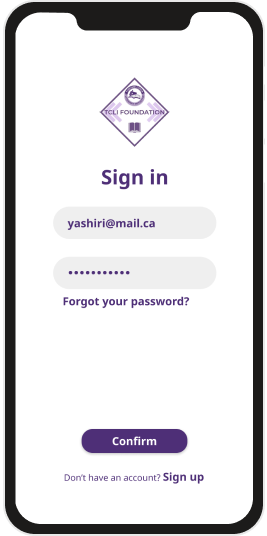 TCLI FOUNDATION
Sign in
yashiri@mail.ca
•••••••••••
Forgot your password?
Confirm
Don't have an account? Sign up